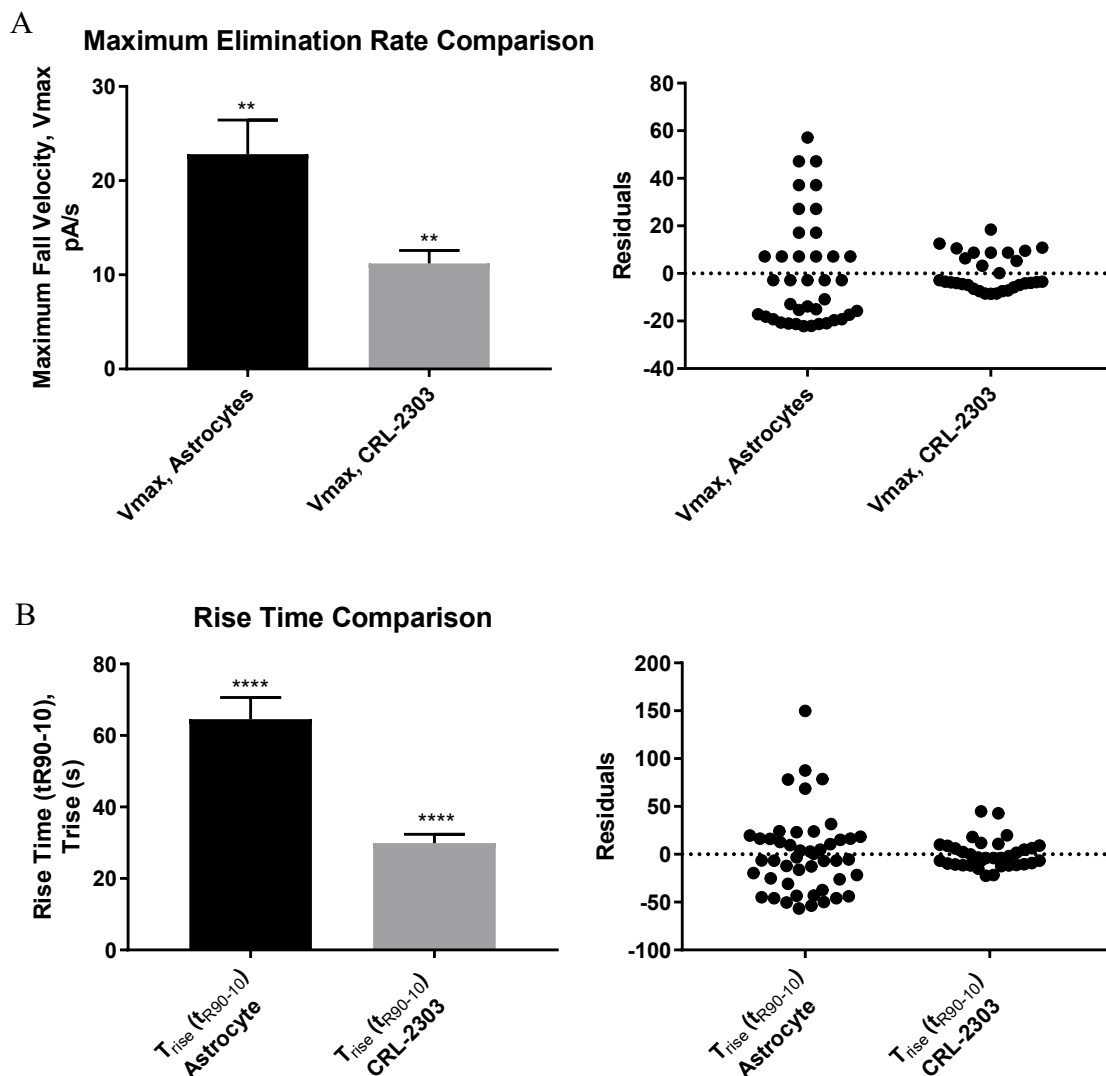 A
Maximum Elimination Rate Comparison
Maximum Fall Velocity, Vmax
pA/s
30
20
10
0
**
**
Vmax, Astrocytes
Vmax, CRL-2303
Residuals
80
60
40
20
0
-20
-40
Vmax, Astrocytes
Vmax, CRL-2303
B
Rise Time Comparison
Rise Time (tR90-10),
Trise (s)
80
60
40
20
0
****
****
Trise (tR90-10)
Astrocyte
Trise (tR90-10)
CRL-2303
Residuals
200
150
100
50
0
-50
-100
Trise (tR90-10)
Astrocyte
Trise (tR90-10)
CRL-2303